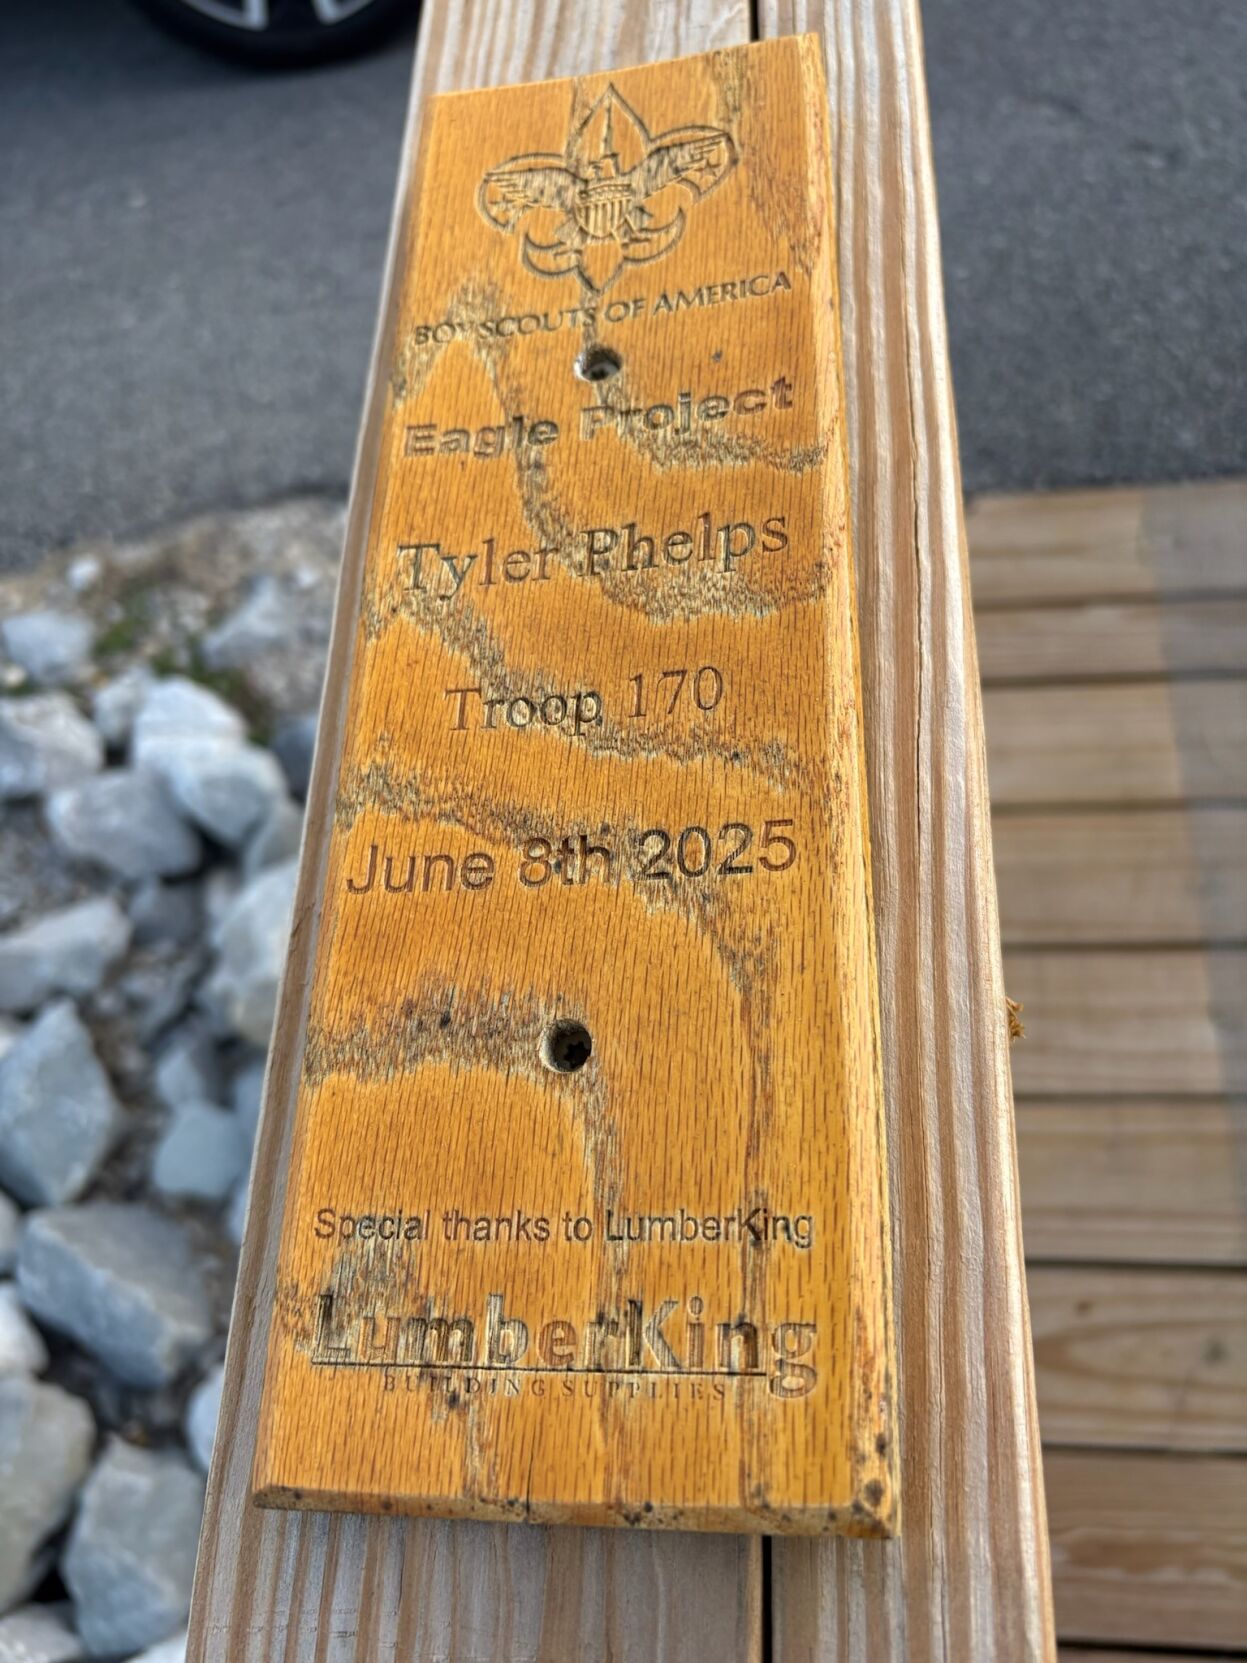 BOY SCOUTS OF AMERICA
Eagle Project
Tyler Phelps
Troop 170
June 8th 2025
Special thanks to LumberKing
LumberKing
BUILDING SUPPLIES